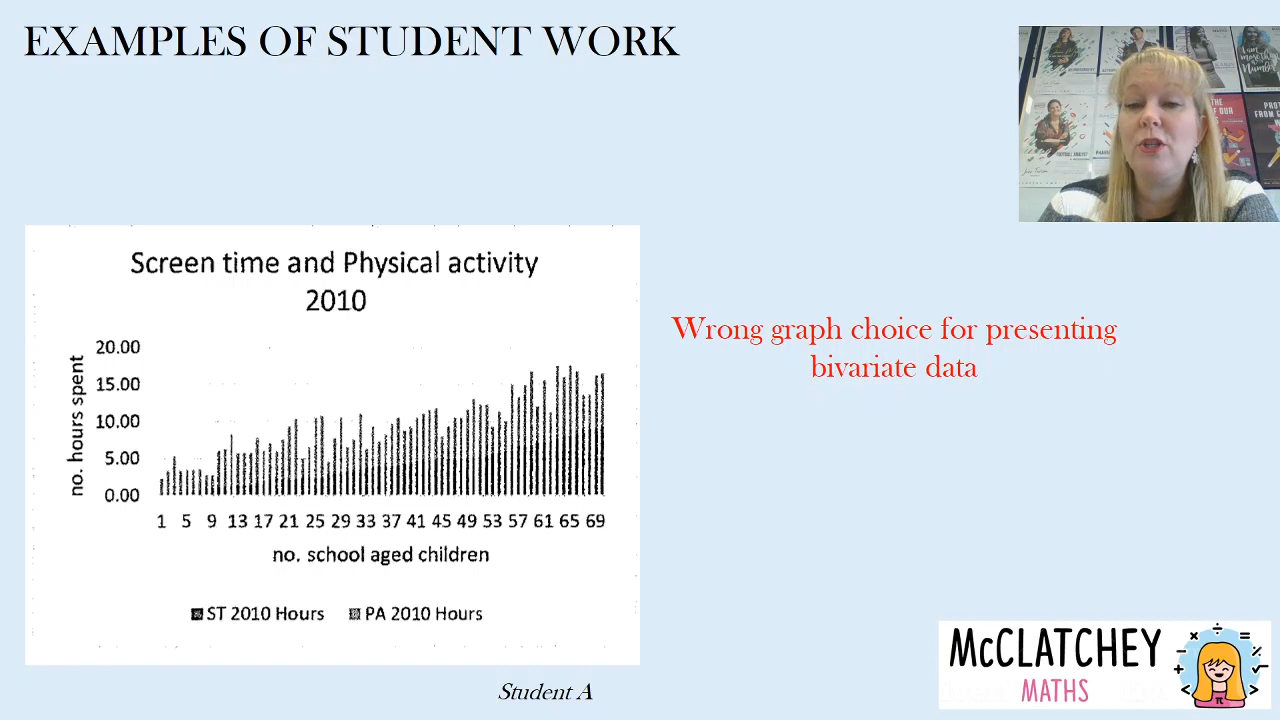 EXAMPLES OF STUDENT WORK
Screen time and Physical activity
2010
no. hours spent
20.00
15.00
10.00
5.00
0.00
1 5 9 13 17 21 25 29 33 37 41 45 49 53 57 61 65 69
no. school aged children
ST 2010 Hours PA 2010 Hours
Student A
Wrong graph choice for presenting
bivariate data
McCLATCHEY
MATHS